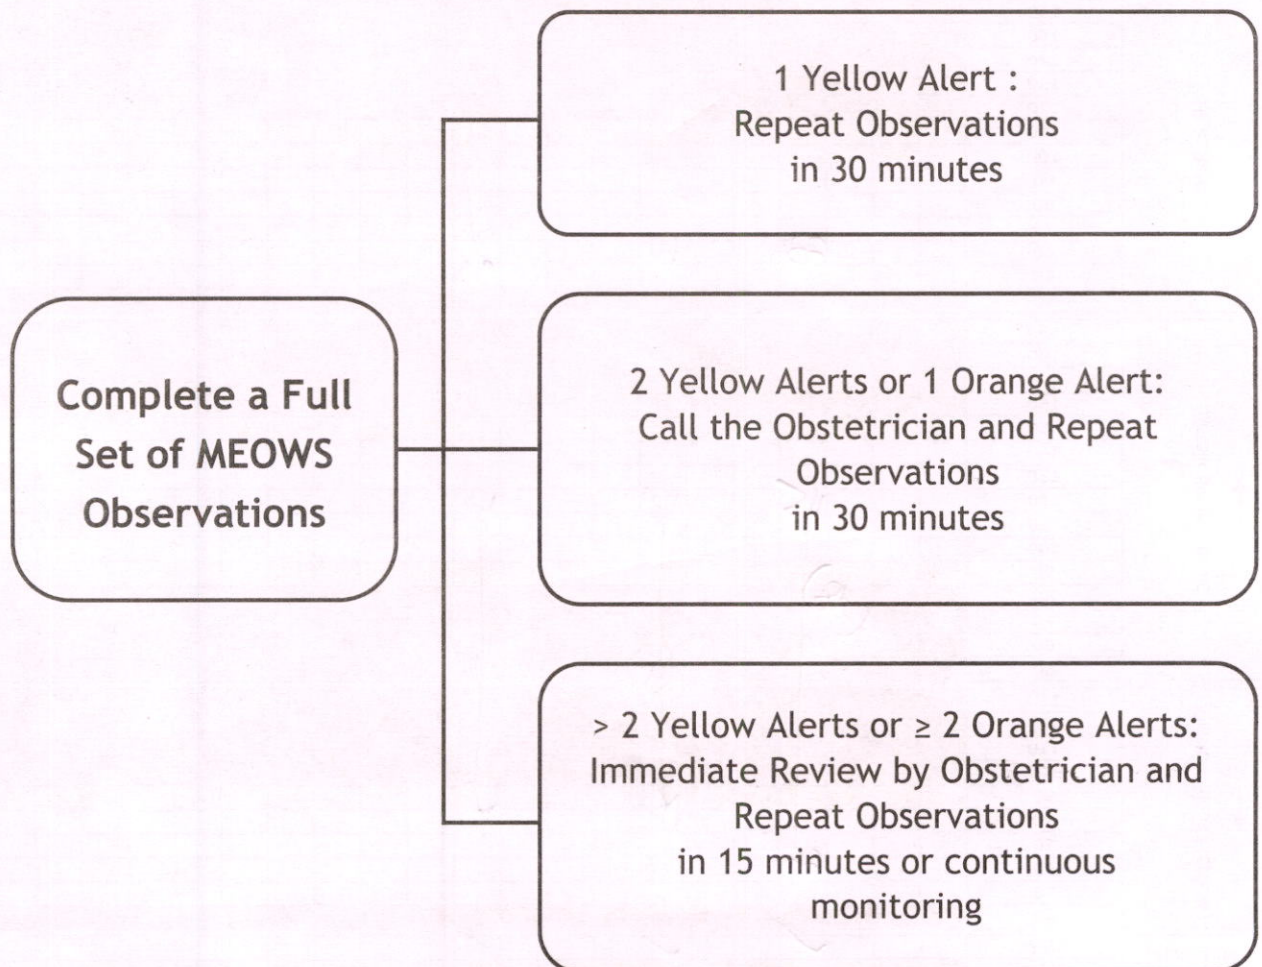 Complete a Full
Set of MEOWS
Observations
1 Yellow Alert :
Repeat Observations
in 30 minutes
2 Yellow Alerts or 1 Orange Alert:
Call the Obstetrician and Repeat
Observations
in 30 minutes
> 2 Yellow Alerts or ≥ 2 Orange Alerts:
Immediate Review by Obstetrician and
Repeat Observations
in 15 minutes or continuous
monitoring